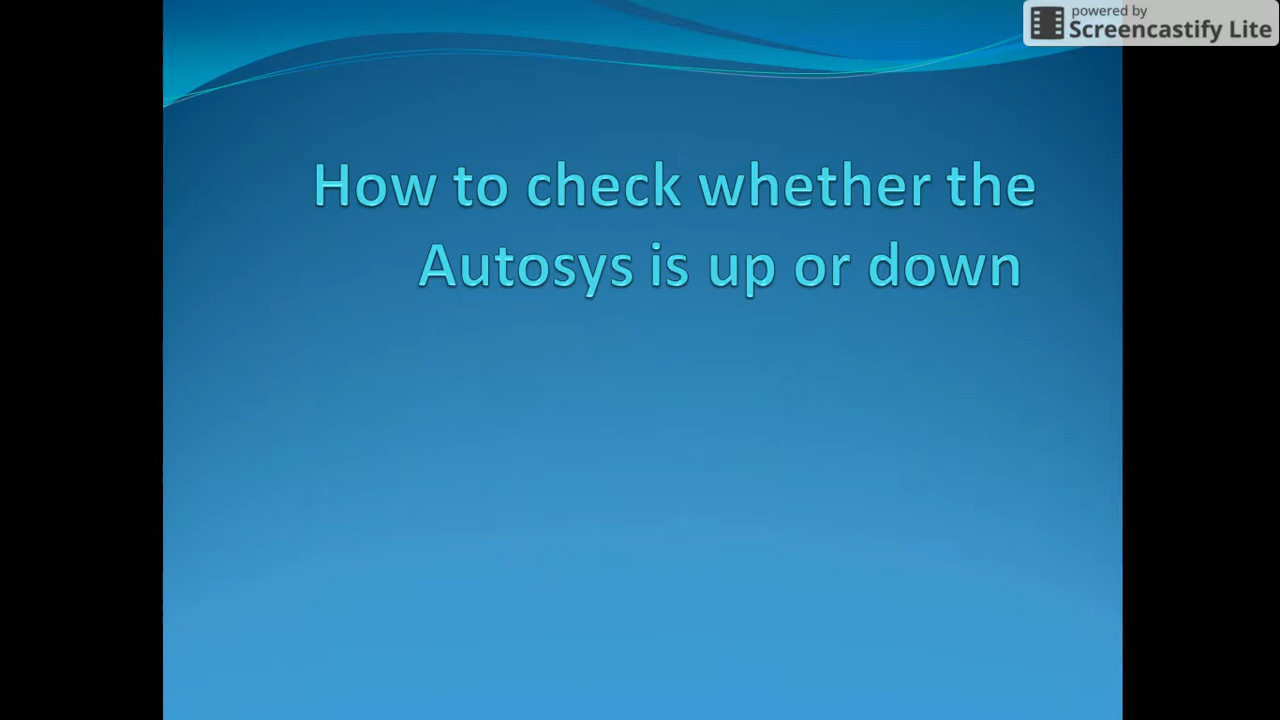 powered by
Screencastify Lite
How to check whether the
Autosys is up or down